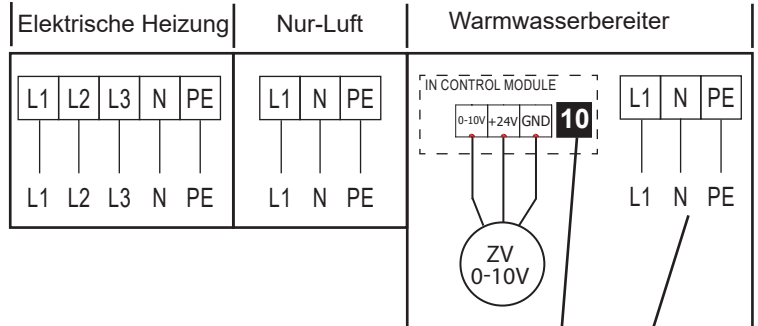 Elektrische Heizung
Nur-Luft
Warmwasserbereiter
L1 L2 L3 N PE
L1 L2 L3 N PE
L1 N PE
L1 N PE
IN CONTROL MODULE
0-10V +24V GND 10
ZV
0-10V
L1 N PE
L1 N PE